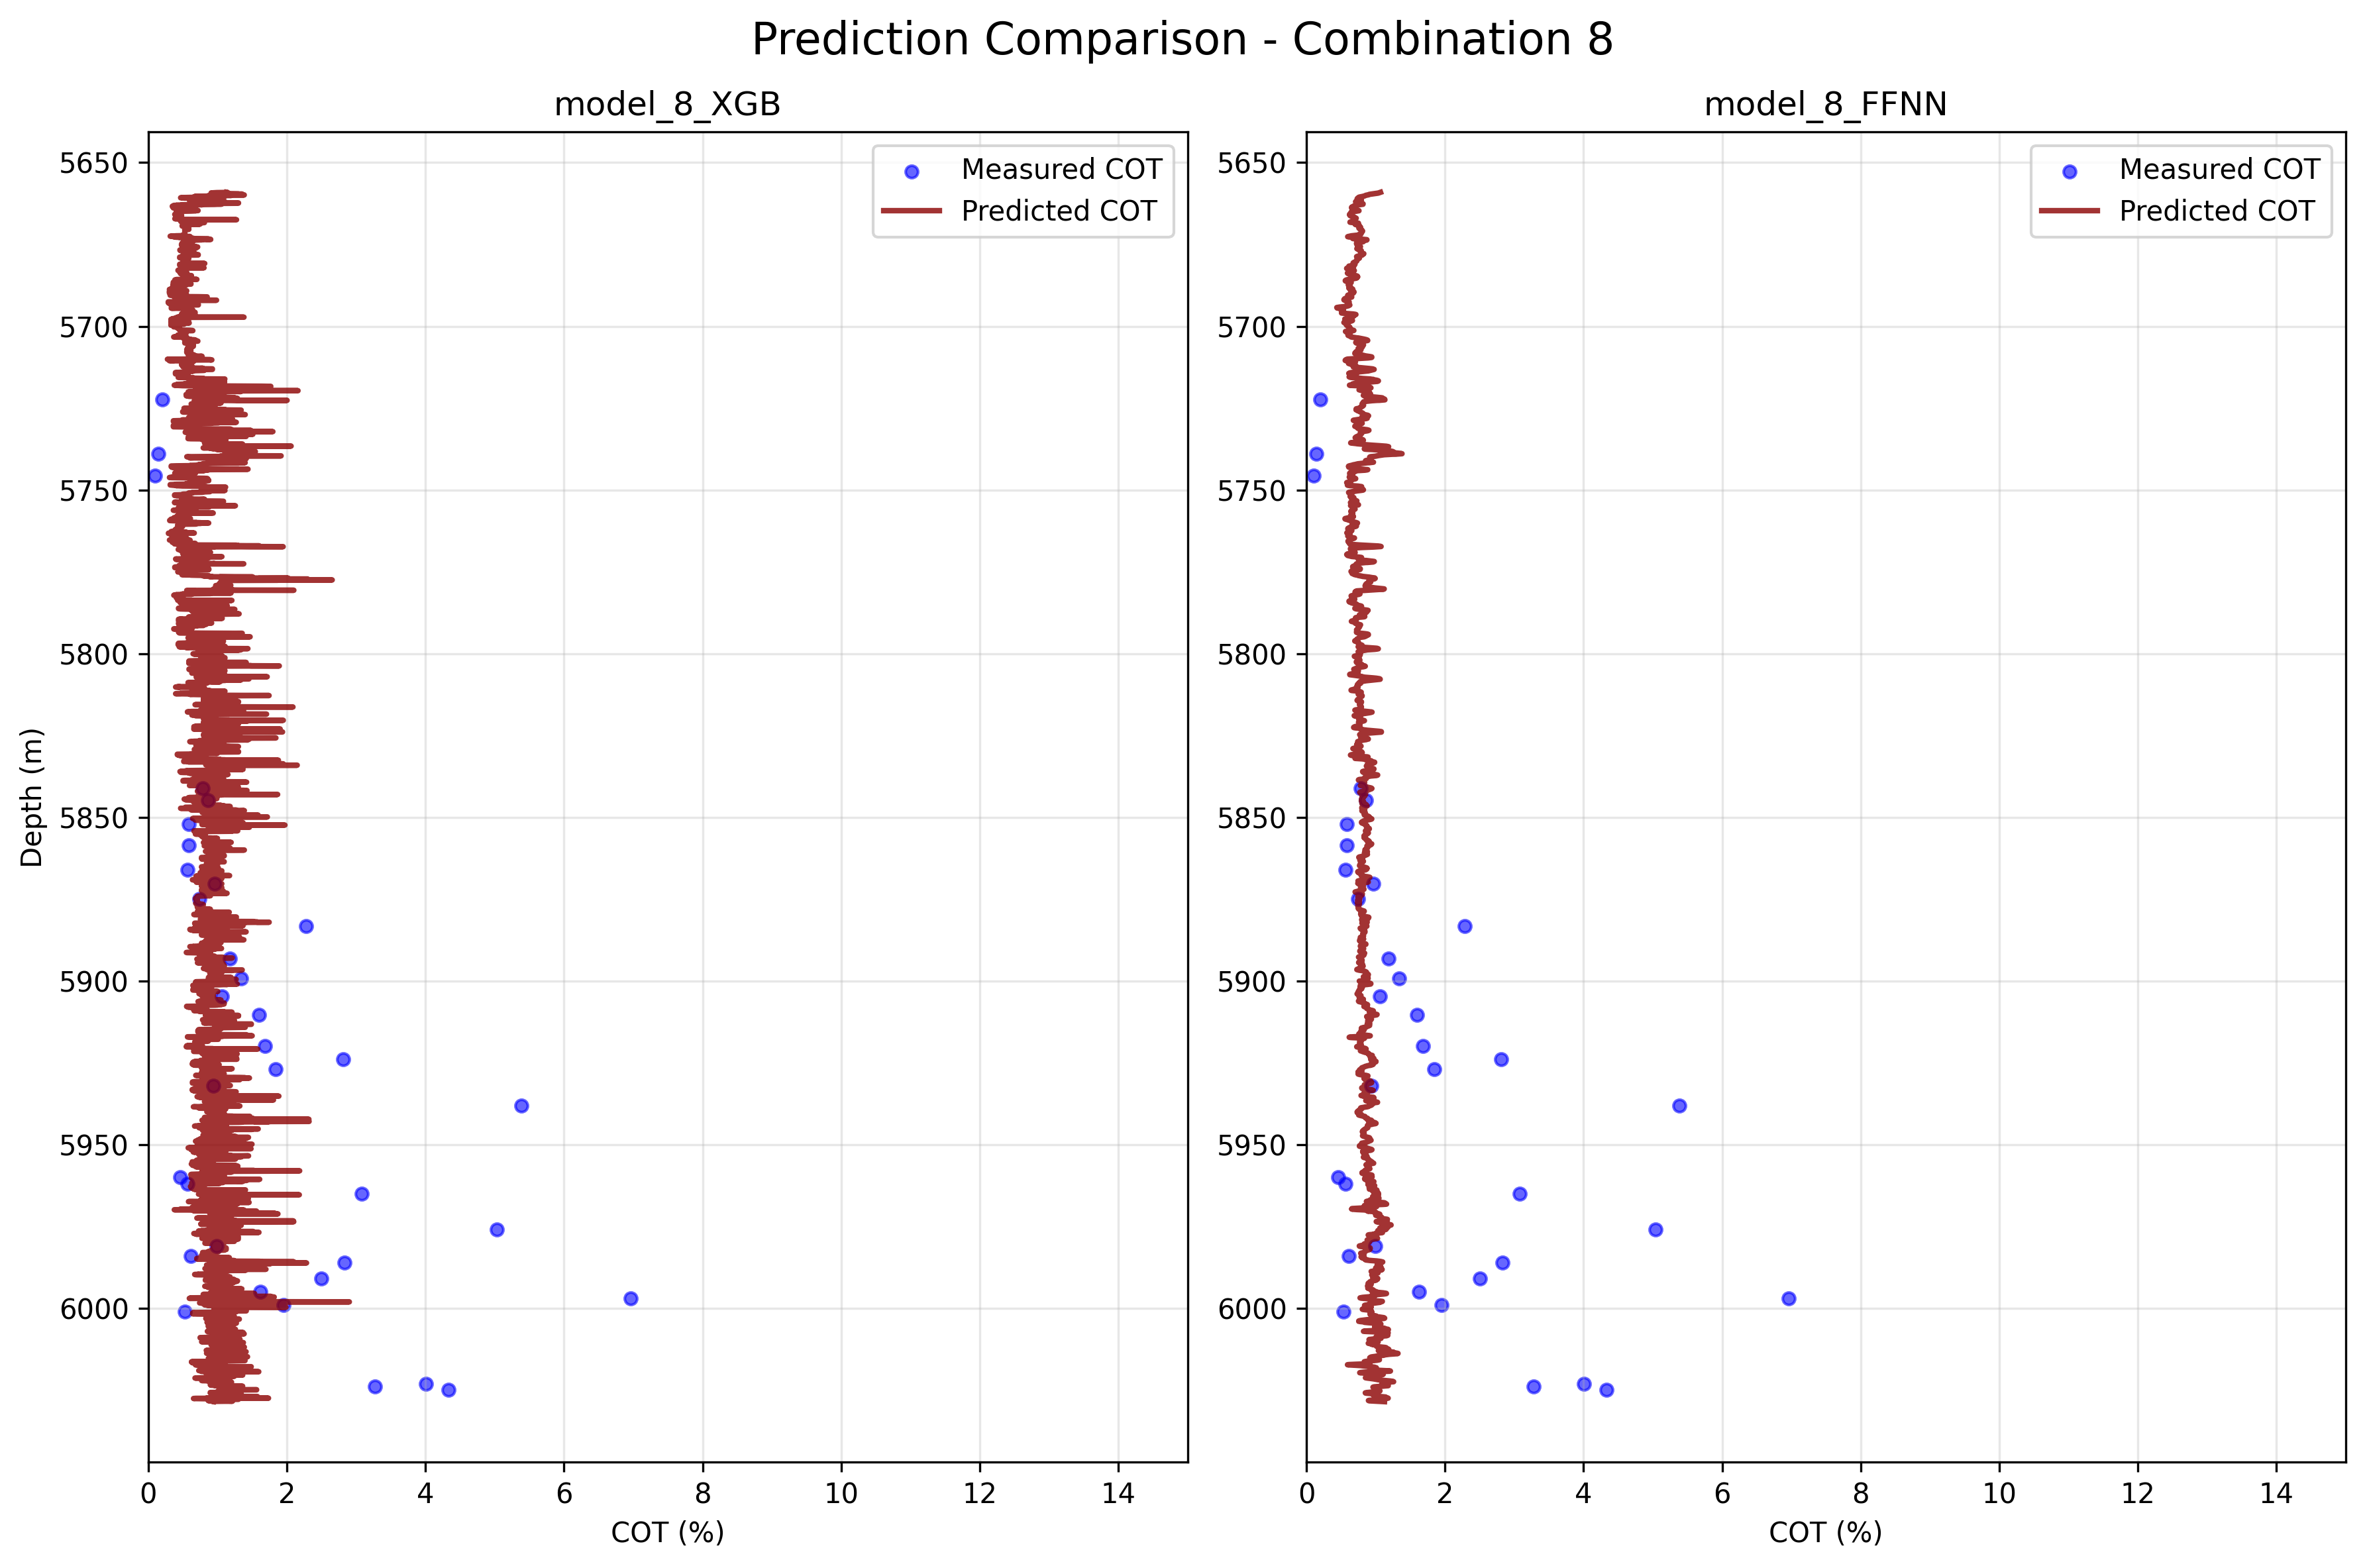 Prediction Comparison - Combination 8
model_8_XGB
model_8_FFNN
Measured COT
Predicted COT
Measured COT
Predicted COT
Depth (m)
5650
5700
5750
5800
5850
5900
5950
6000
5650
5700
5750
5800
5850
5900
5950
6000
0 2 4 6 8 10 12 14
0 2 4 6 8 10 12 14
COT (%)
COT (%)